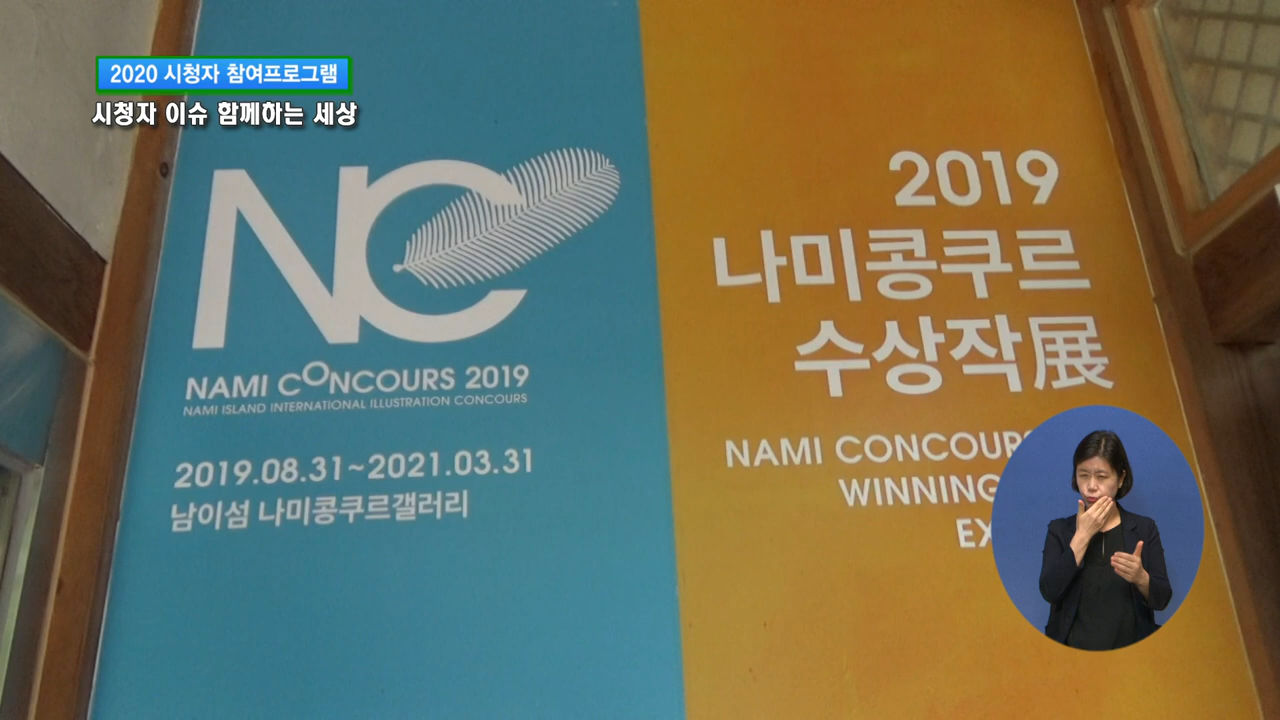 2020 시청자 참여프로그램
시청자 이슈 함께하는 세상
NC
NAMI CONCOURS 2019
NAMI ISLAND INTERNATIONAL ILLUSTRATION CONCOURS
2019.08.31~2021.03.31
남이섬 나미콩쿠르갤러리
2019
나미콩쿠르
수상작展
NAMI CONCOURS
WINNING